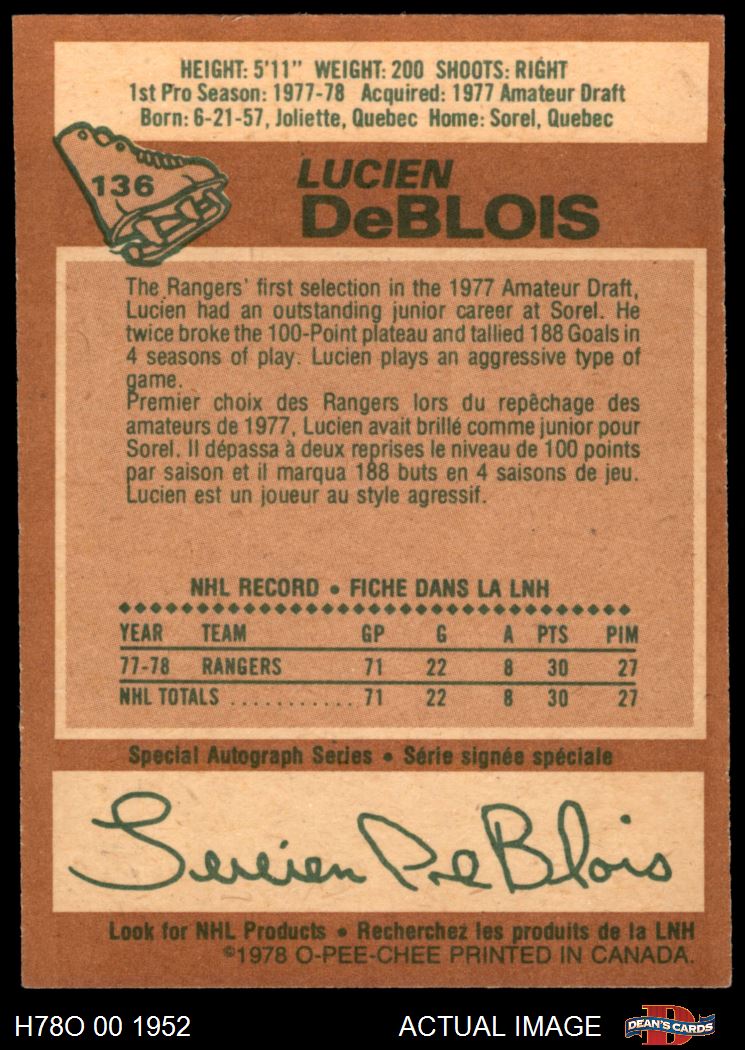 HEIGHT: 5'11" WEIGHT: 200 SHOOTS: RIGHT
1st Pro Season: 1977-78 Acquired: 1977 Amateur Draft
Born: 6-21-57, Joliette, Quebec Home: Sorel, Quebec
136
LUCIEN
DeBLOIS
The Rangers' first selection in the 1977 Amateur Draft,
Lucien had an outstanding junior career at Sorel. He
twice broke the 100-Point plateau and tallied 188 Goals in
4 seasons of play. Lucien plays an aggressive type of
game.
Premier choix des Rangers lors du repêchage des
amateurs de 1977, Lucien avait brillé comme junior pour
Sorel. Il dépassa à deux reprises le niveau de 100 points
par saison et il marqua 188 buts en 4 saisons de jeu.
Lucien est un joueur au style agressif.
NHL RECORD • FICHE DANS LA LNH
YEAR TEAM GP G A PTS PIM
77-78 RANGERS 71 22 8 30 27
NHL TOTALS ........... 71 22 8 30 27
Special Autograph Series • Série signée spéciale
Lucien DeBlois
Look for NHL Products • Recherchez les produits de la LNH
©1978 O-PEE-CHEE PRINTED IN CANADA.
H78O 00 1952 ACTUAL IMAGE D DEAN'S CARDS